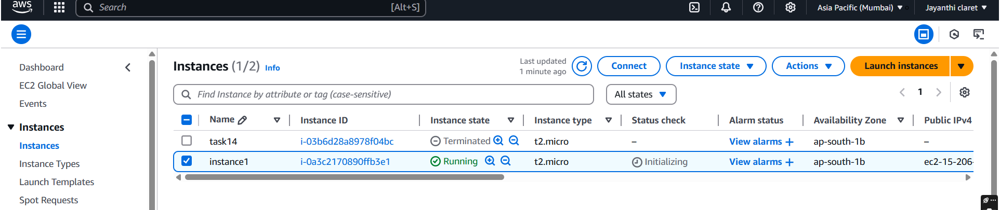 aws Search [Alt+S] Asia Pacific (Mumbai) Jayanthi claret
Dashboard
EC2 Global View
Events
Instances
Instances
Instance Types
Launch Templates
Spot Requests
Instances (1/2) Info
Last updated
1 minute ago
Connect Instance state Actions Launch instances
Find Instance by attribute or tag (case-sensitive) All states 1
Name Instance ID Instance state Instance type Status check Alarm status Availability Zone Public IPv4
task14 i-03b6d28a8978f04bc Terminated t2.micro – View alarms + ap-south-1b –
instance1 i-0a3c2170890ffb3e1 Running t2.micro Initializing View alarms + ap-south-1b ec2-15-206-